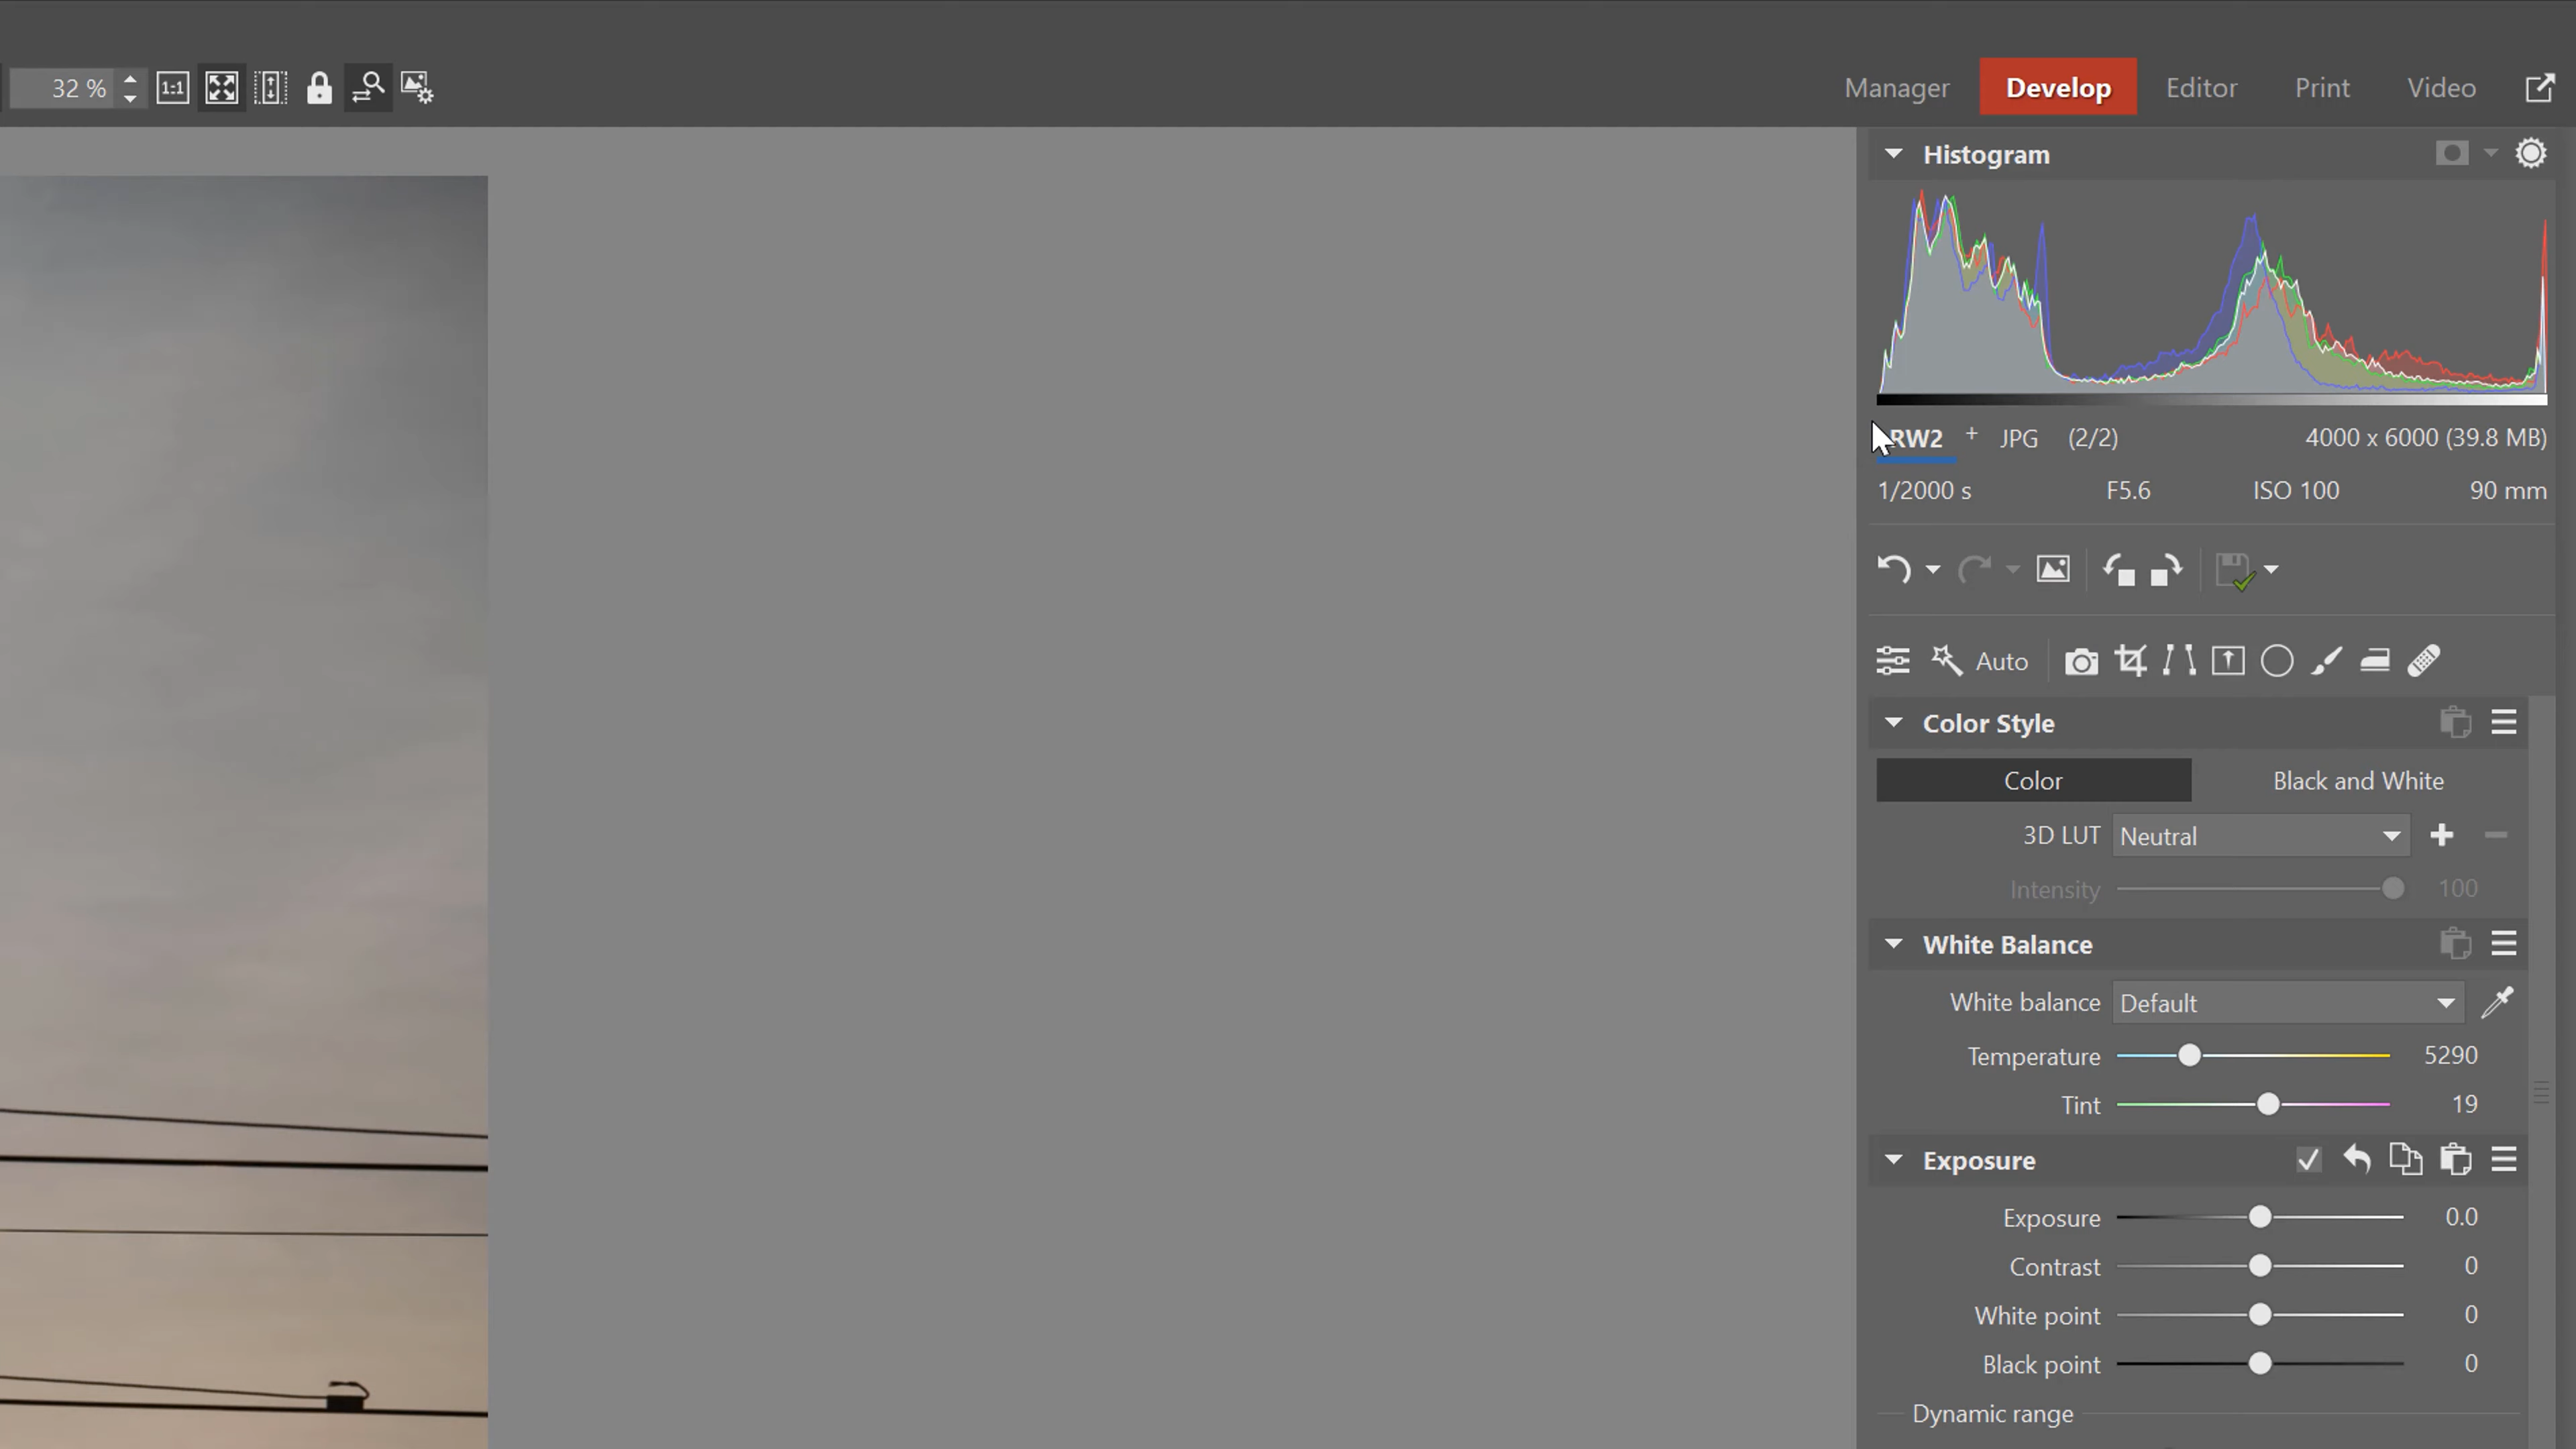 32 %
1:1
Manager Develop Editor Print Video
Histogram
RW2 + JPG (2/2) 4000 x 6000 (39.8 MB)
1/2000 s F5.6 ISO 100 90 mm
Auto
Color Style
Color Black and White
3D LUT Neutral
Intensity 100
White Balance
White balance Default
Temperature 5290
Tint 19
Exposure
Exposure 0.0
Contrast 0
White point 0
Black point 0
Dynamic range